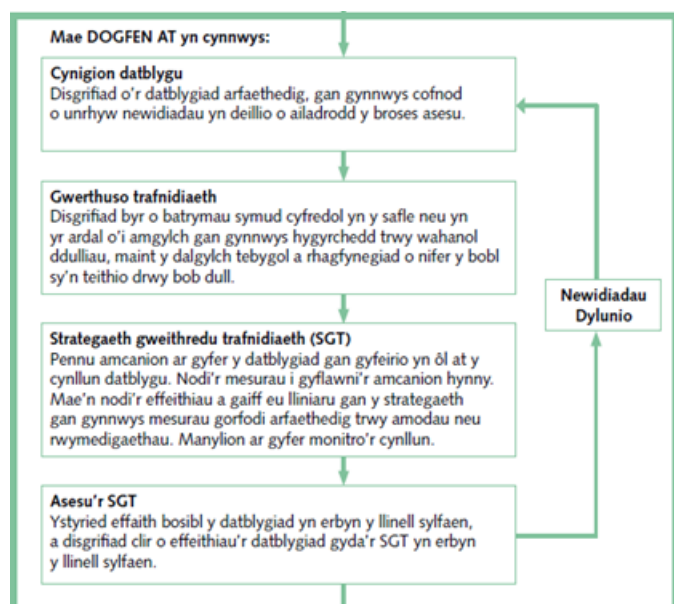 Mae DOGFEN AT yn cynnwys:
Cynigion datblygu
Disgrifiad o'r datblygiad arfaethedig, gan gynnwys cofnod
o unrhyw newidiadau yn deillio o ailadrodd y broses asesu.
Gwerthuso trafnidiaeth
Disgrifiad byr o batrymau symud cyfredol yn y safle neu yn
yr ardal o'i amgylch gan gynnwys hygyrchedd trwy wahanol
ddulliau, maint y dalgylch tebygol a rhagfynegiad o nifer y bobl
sy'n teithio drwy bob dull.
Newidiadau
Dylunio
Strategaeth gweithredu trafnidiaeth (SGT)
Pennu amcanion ar gyfer y datblygiad gan gyfeirio yn ôl at y
cynllun datblygu. Nodi'r mesurau i gyflawni'r amcanion hynny.
Mae'n nodi'r effeithiau a gaiff eu lliniaru gan y strategaeth
gan gynnwys mesurau gorfodi arfaethedig trwy amodau neu
rwymedigaethau. Manylion ar gyfer monitro'r cynllun.
Asesu'r SGT
Ystyried effaith bosibl y datblygiad yn erbyn y llinell sylfaen,
a disgrifiad clir o effeithiau'r datblygiad gyda'r SGT yn erbyn
y llinell sylfaen.